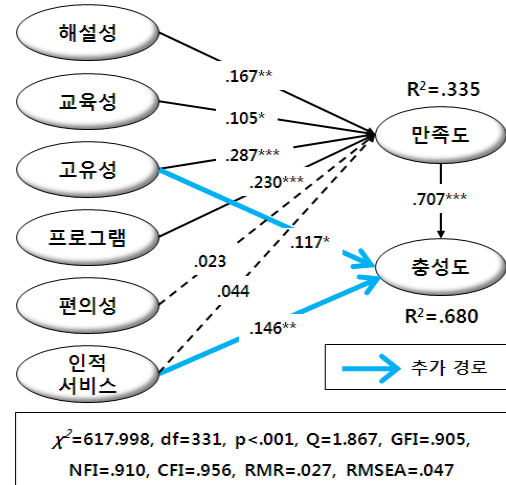 해설성
.167**
R²=.335
교육성
.105*
만족도
고유성
.287***
.230***
.707***
프로그램
.117*
.023
충성도
편의성
.044
R²=.680
.146**
인적
서비스
추가 경로
χ²=617.998, df=331, p<.001, Q=1.867, GFI=.905,
NFI=.910, CFI=.956, RMR=.027, RMSEA=.047